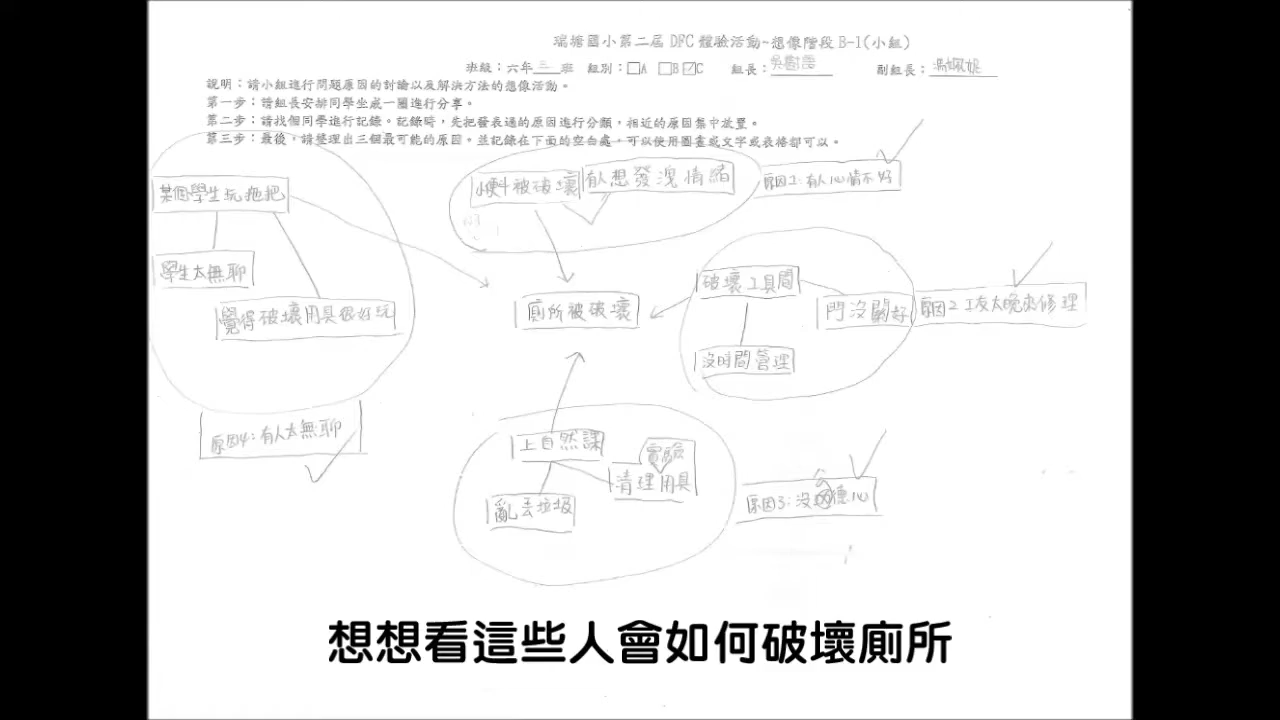 瑞塘國小第二屆 DFC 體驗活動~想像階段 B-1(小組)
班級：六年三班 組別：□A □B ☑C 組長： 副組長：
說明：請小組進行問題原因的討論以及解決方法的想像活動。
第一步：請組長安排同學坐成一圈進行分享。
第二步：請找個同學進行記錄。記錄時，先把發表過的原因進行分類，相近的原因集中放置。
第三步：最後，請整理出三個最可能的原因。並記錄在下面的空白處，可以使用圖畫或文字或表格都可以。
某個學生玩拖把
學生太無聊
覺得破壞用具很好玩
原因4：有人太無聊
小便斗被破壞
有人想發洩情緒
原因1：有人心情不好
廁所被破壞
破壞工具間
門沒關好
沒時間管理
原因2：工友太晚來修理
上自然課
實驗
清理用具
亂丟垃圾
原因3：沒公德心
想想看這些人會如何破壞廁所